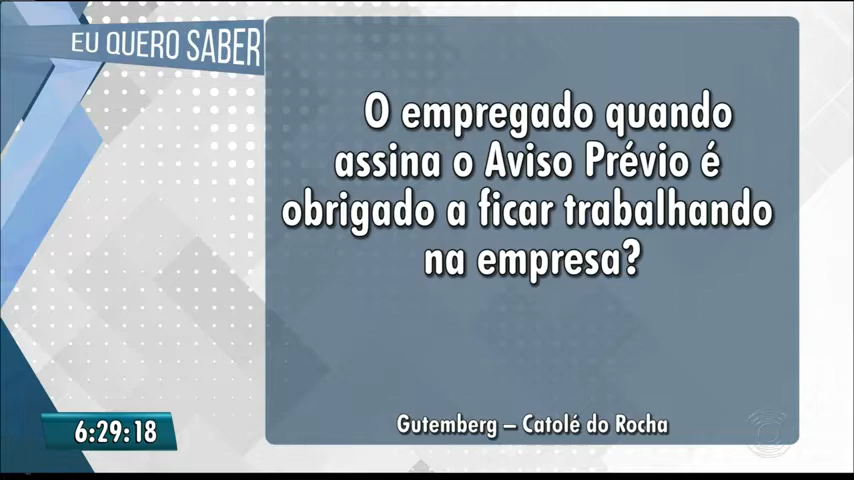 EU QUERO SABER
O empregado quando
assina o Aviso Prévio é
obrigado a ficar trabalhando
na empresa?
Gutemberg – Catolé do Rocha
6:29:18